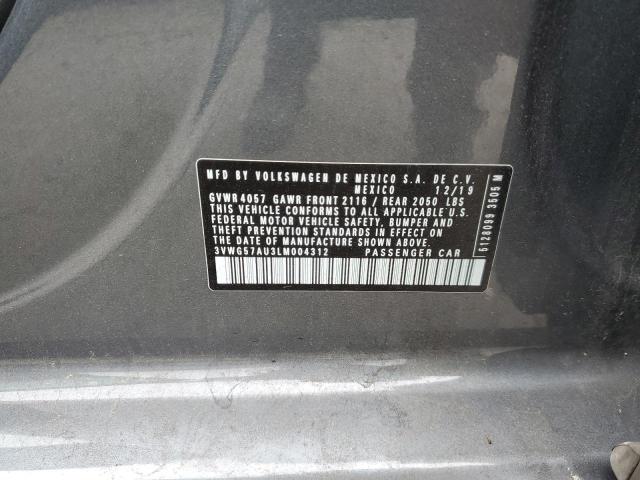 MFD BY VOLKSWAGEN DE MEXICO S.A. DE C.V.
MEXICO 12/19
GVWR 4057 GAWR FRONT 2116 / REAR 2050 LBS
THIS VEHICLE CONFORMS TO ALL APPLICABLE U.S.
FEDERAL MOTOR VEHICLE SAFETY, BUMPER AND
THEFT PREVENTION STANDARDS IN EFFECT ON
THE DATE OF MANUFACTURE SHOWN ABOVE.
3VWG57AU3LM004312 PASSENGER CAR
5128099 3505 M